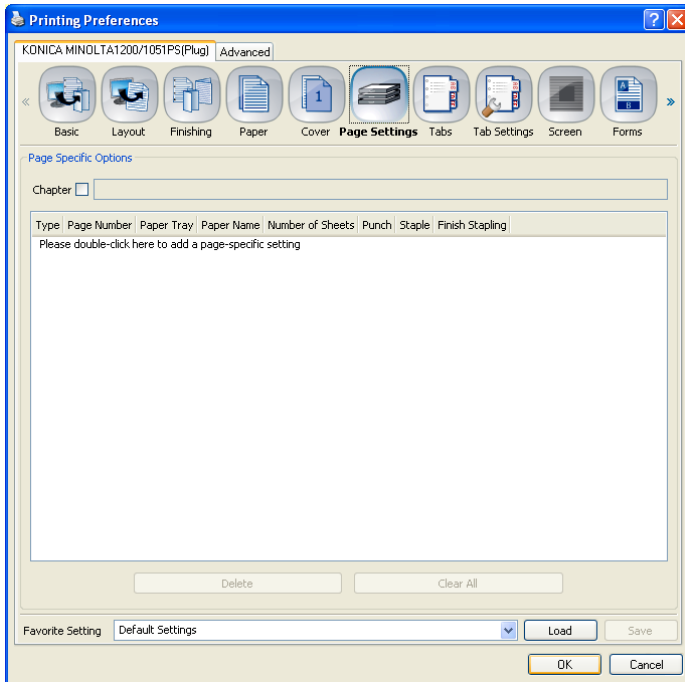 Printing Preferences
KONICA MINOLTA1200/1051PS(Plug) Advanced
« 1 B »
Basic Layout Finishing Paper Cover Page Settings Tabs Tab Settings Screen Forms
Page Specific Options
Chapter
Type Page Number Paper Tray Paper Name Number of Sheets Punch Staple Finish Stapling
Please double-click here to add a page-specific setting
Delete Clear All
Favorite Setting Default Settings Load Save
OK Cancel